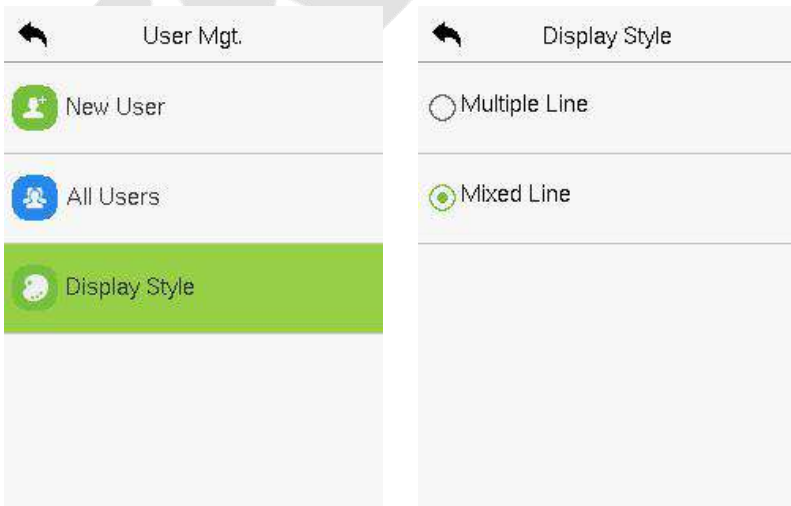 User Mgt.
New User
All Users
Display Style
Display Style
Multiple Line
Mixed Line